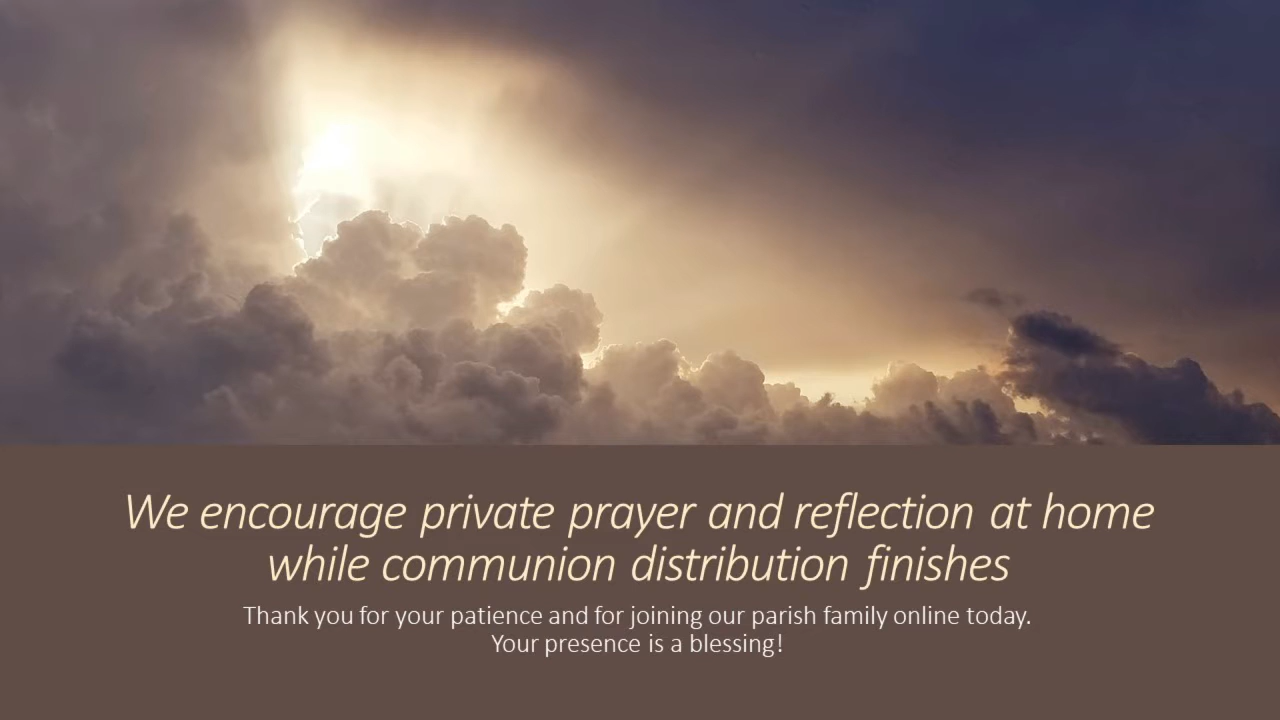 We encourage private prayer and reflection at home
while communion distribution finishes
Thank you for your patience and for joining our parish family online today.
Your presence is a blessing!